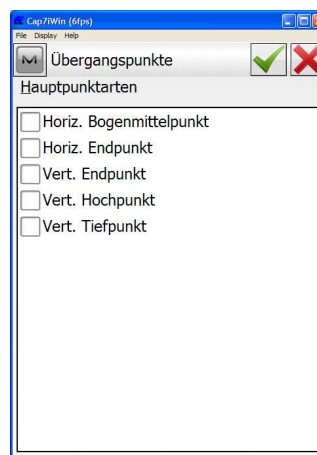 Cap7iWin (6fps)
File Display Help
Übergangspunkte
Hauptpunktarten
Horiz. Bogenmittelpunkt
Horiz. Endpunkt
Vert. Endpunkt
Vert. Hochpunkt
Vert. Tiefpunkt